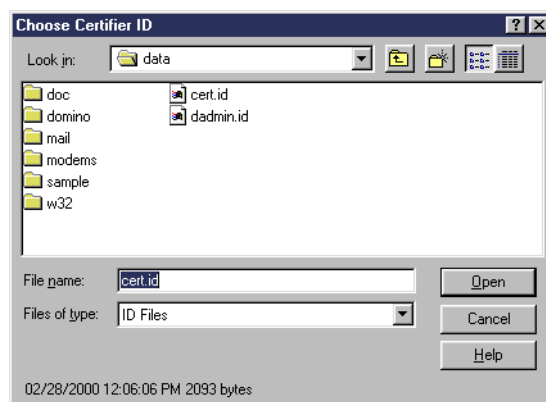 Choose Certifier ID
Look in: data
doc cert.id
domino dadmin.id
mail
modems
sample
w32
File name: cert.id Open
Files of type: ID Files Cancel
Help
02/28/2000 12:06:06 PM 2093 bytes